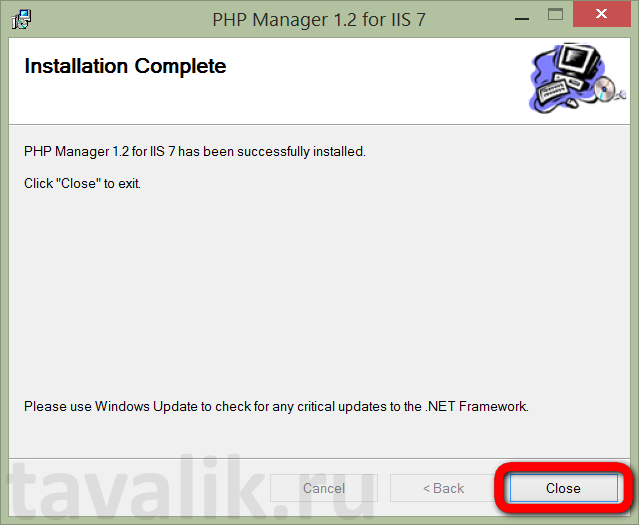 PHP Manager 1.2 for IIS 7
Installation Complete
PHP Manager 1.2 for IIS 7 has been successfully installed.
Click "Close" to exit.
Please use Windows Update to check for any critical updates to the .NET Framework.
Cancel
< Back
Close
tavalik.ru